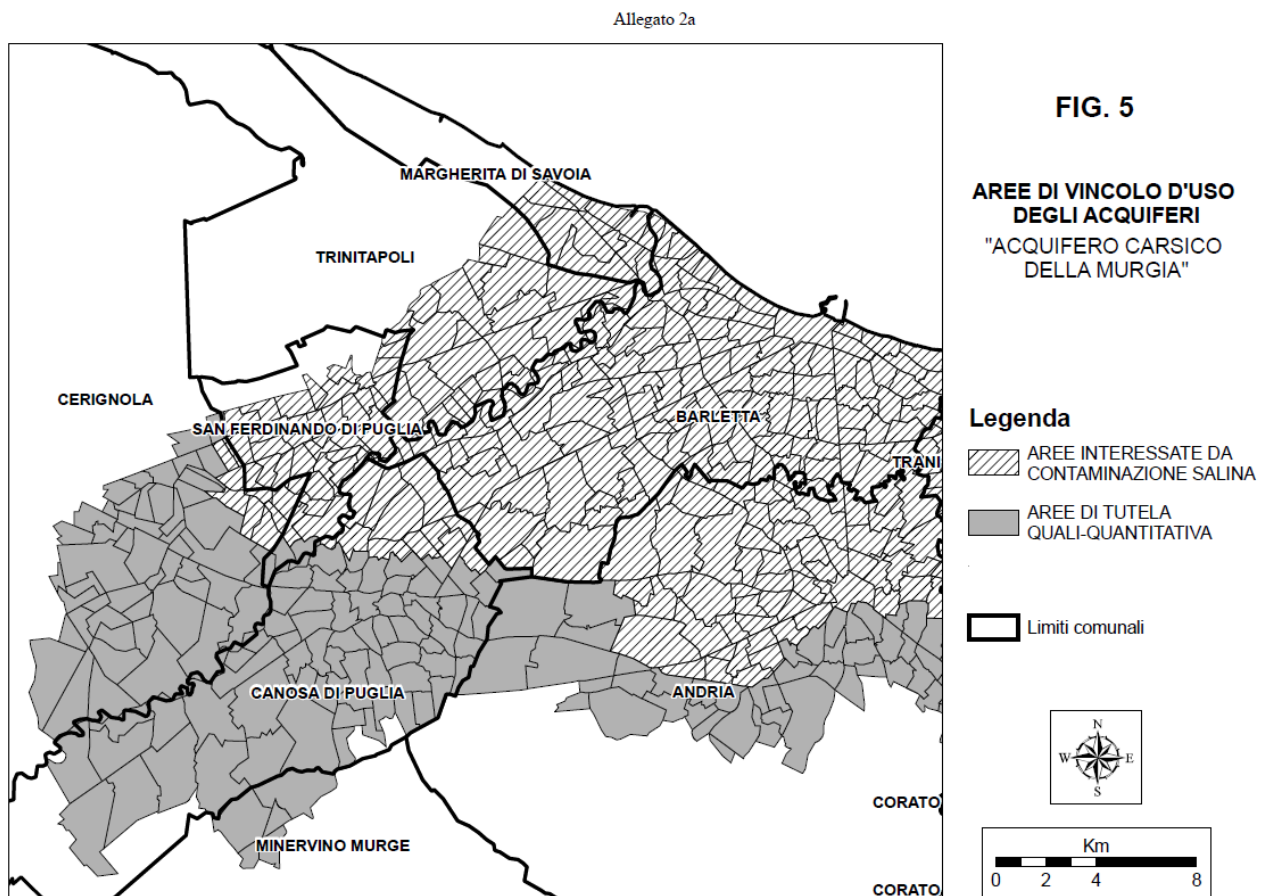 Allegato 2a
FIG. 5
AREE DI VINCOLO D'USO
DEGLI ACQUIFERI
"ACQUIFERO CARSICO
DELLA MURGIA"
MARGHERITA DI SAVOIA
TRINITAPOLI
CERIGNOLA
SAN FERDINANDO DI PUGLIA
BARLETTA
TRANI
CANOSA DI PUGLIA
ANDRIA
CORATO
MINERVINO MURGE
CORATO
Legenda
AREE INTERESSATE DA
CONTAMINAZIONE SALINA
AREE DI TUTELA
QUALI-QUANTITATIVA
Limiti comunali
N
W E
S
Km
0 2 4 8